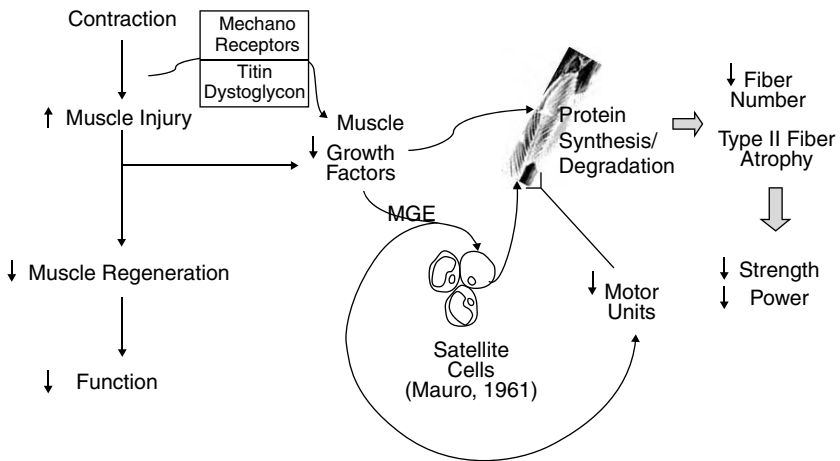 Contraction
Mechano
Receptors
Titin
Dystoglycon
Muscle Injury
Muscle
Growth
Factors
MGE
Muscle Regeneration
Function
Satellite
Cells
(Mauro, 1961)
Protein
Synthesis/
Degradation
Motor
Units
Fiber
Number
Type II Fiber
Atrophy
Strength
Power